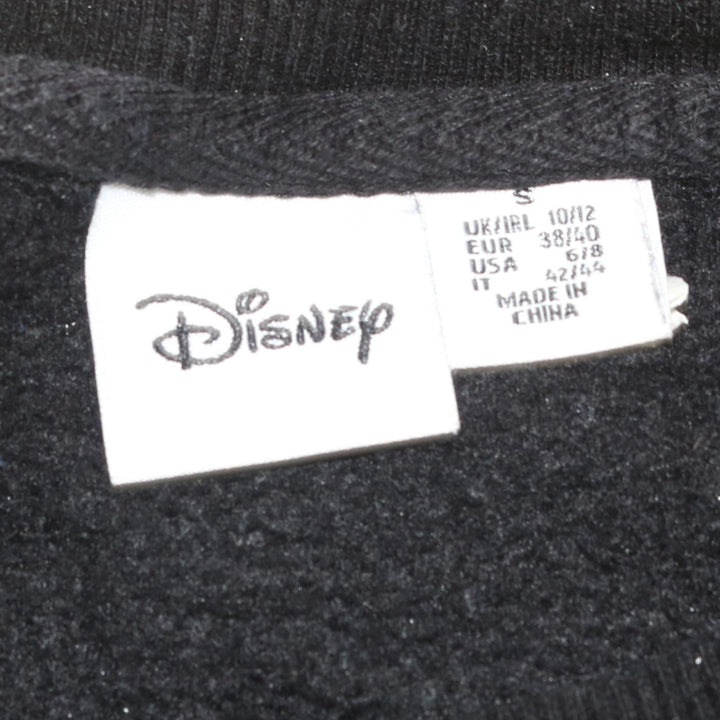 Disney
S
UK/IRL 10/12
EUR 38/40
USA 6/8
IT 42/44
MADE IN
CHINA